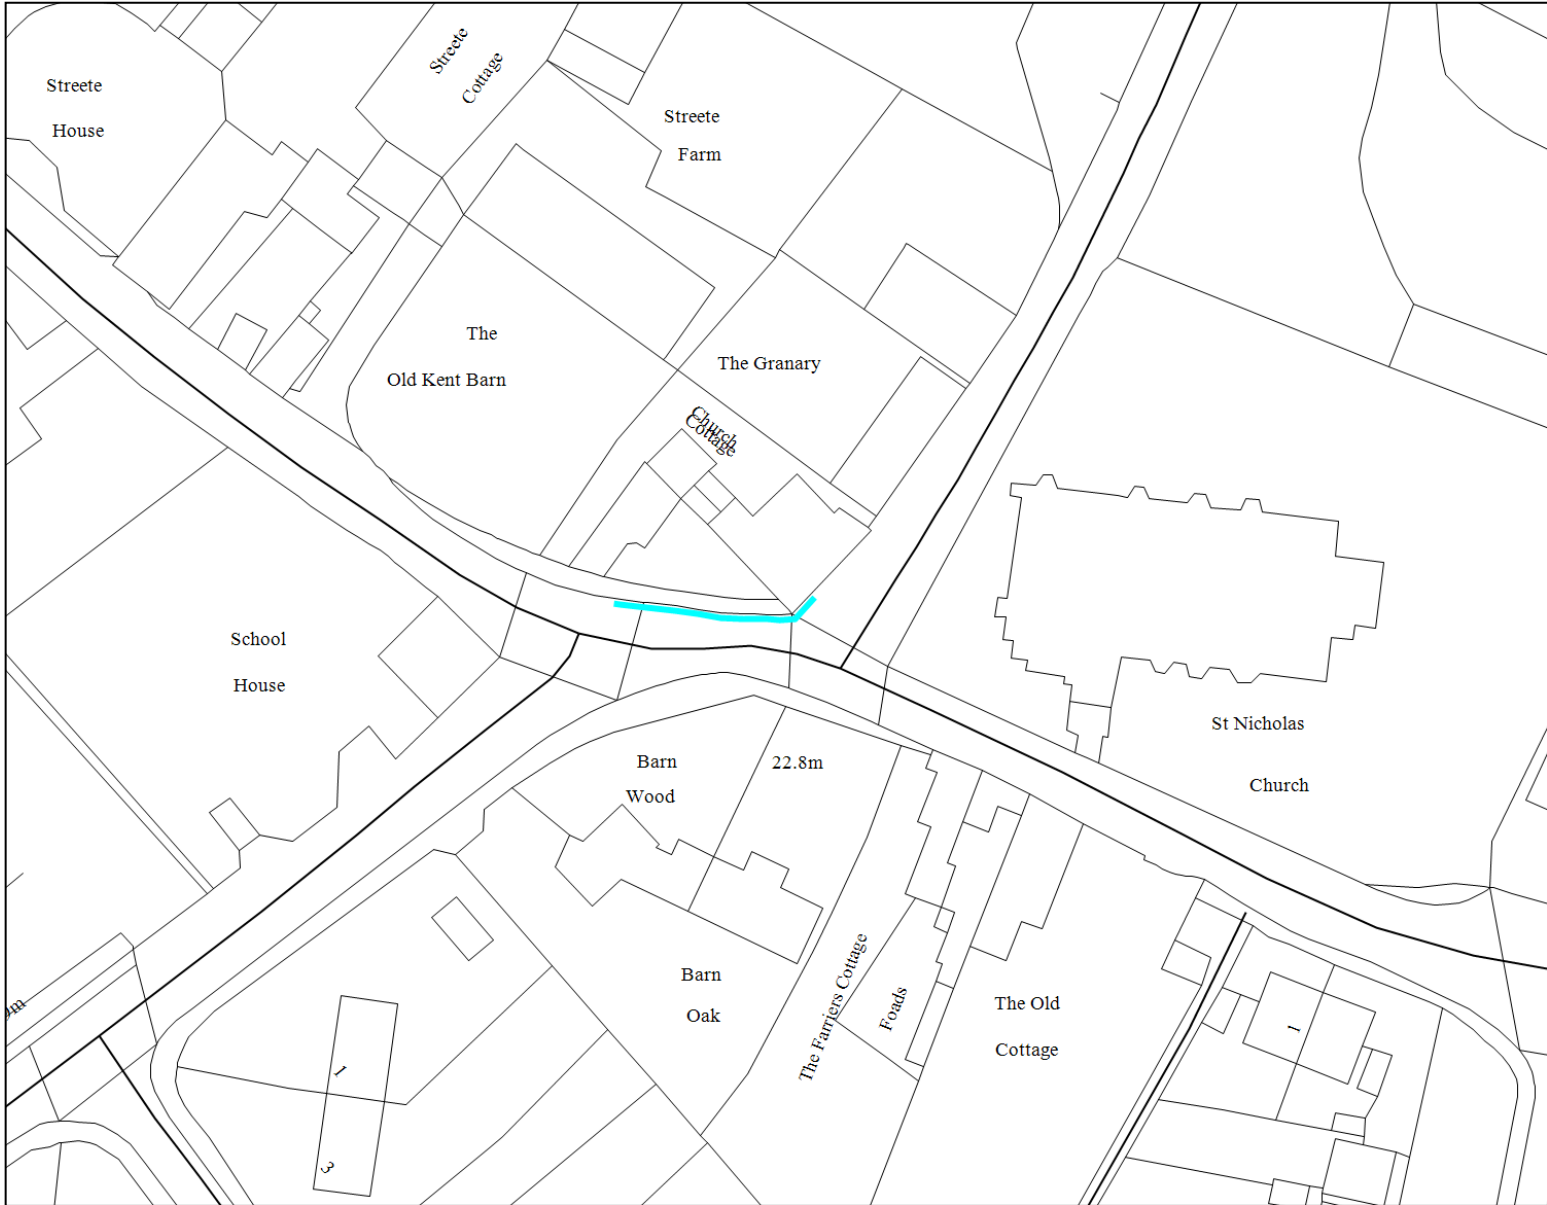 Streete
Cottage
Streete
House
Streete
Farm
The
Old Kent Barn
The Granary
Church
Cottage
School
House
St Nicholas
Church
Barn
Wood
22.8m
Barn
Oak
The Farriers Cottage
Foads
The Old
Cottage
1
1
3